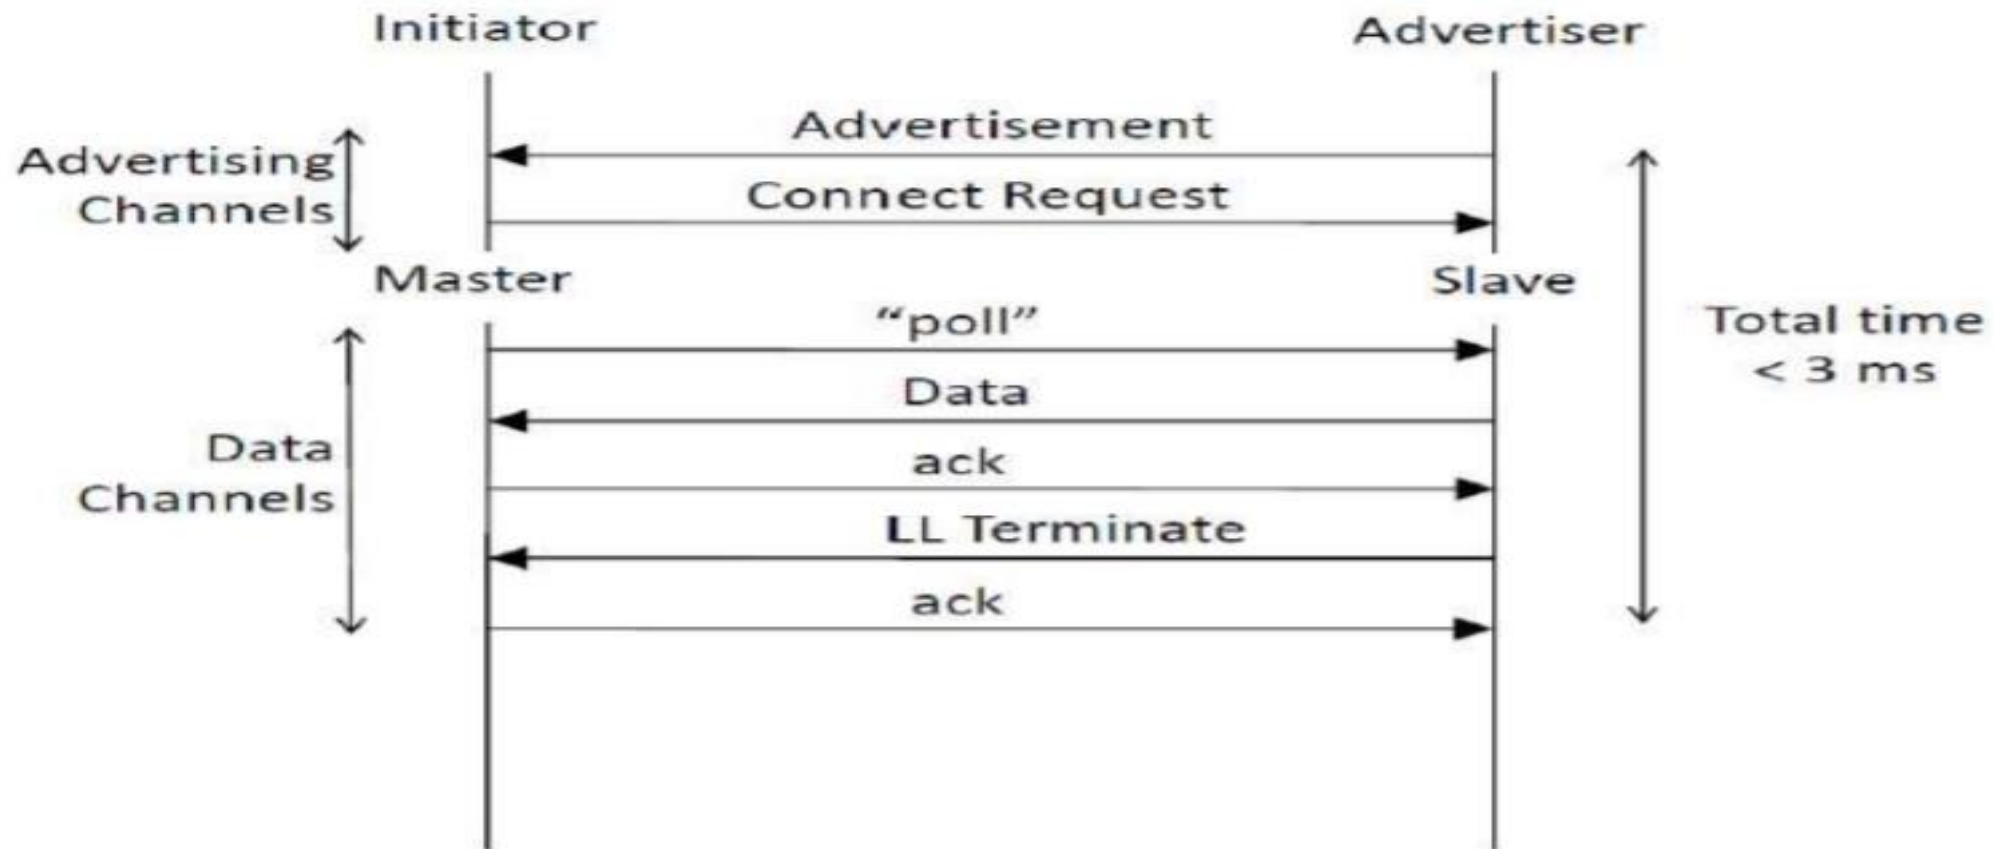 Initiator
Advertiser
Advertisement
Advertising
Channels
Connect Request
Master
Slave
“poll”
Total time
< 3 ms
Data
Data
Channels
ack
LL Terminate
ack